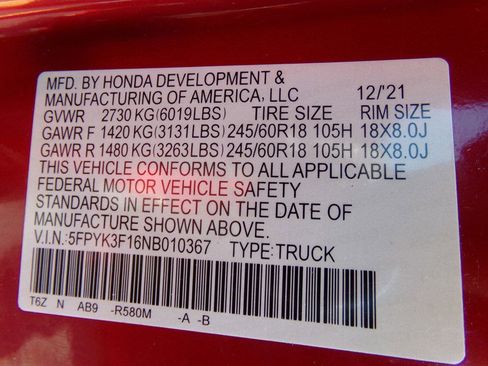 MFD. BY HONDA DEVELOPMENT &
MANUFACTURING OF AMERICA, LLC 12/'21
GVWR 2730 KG(6019LBS) TIRE SIZE RIM SIZE
GAWR F 1420 KG(3131LBS) 245/60R18 105H 18X8.0J
GAWR R 1480 KG(3263LBS) 245/60R18 105H 18X8.0J
THIS VEHICLE CONFORMS TO ALL APPLICABLE
FEDERAL MOTOR VEHICLE SAFETY
STANDARDS IN EFFECT ON THE DATE OF
MANUFACTURE SHOWN ABOVE.
V.I.N.:5FPYK3F16NB010367 TYPE:TRUCK
T6Z N AB9 -R580M -A -B